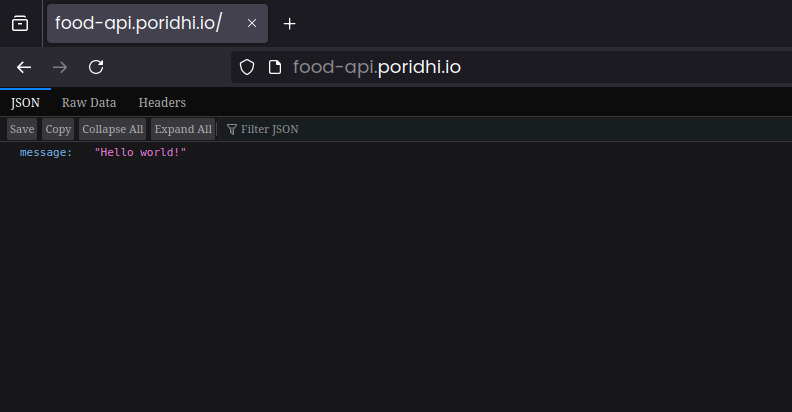 food-api.poridhi.io/
food-api.poridhi.io
JSON Raw Data Headers
Save Copy Collapse All Expand All Filter JSON
message: "Hello world!"